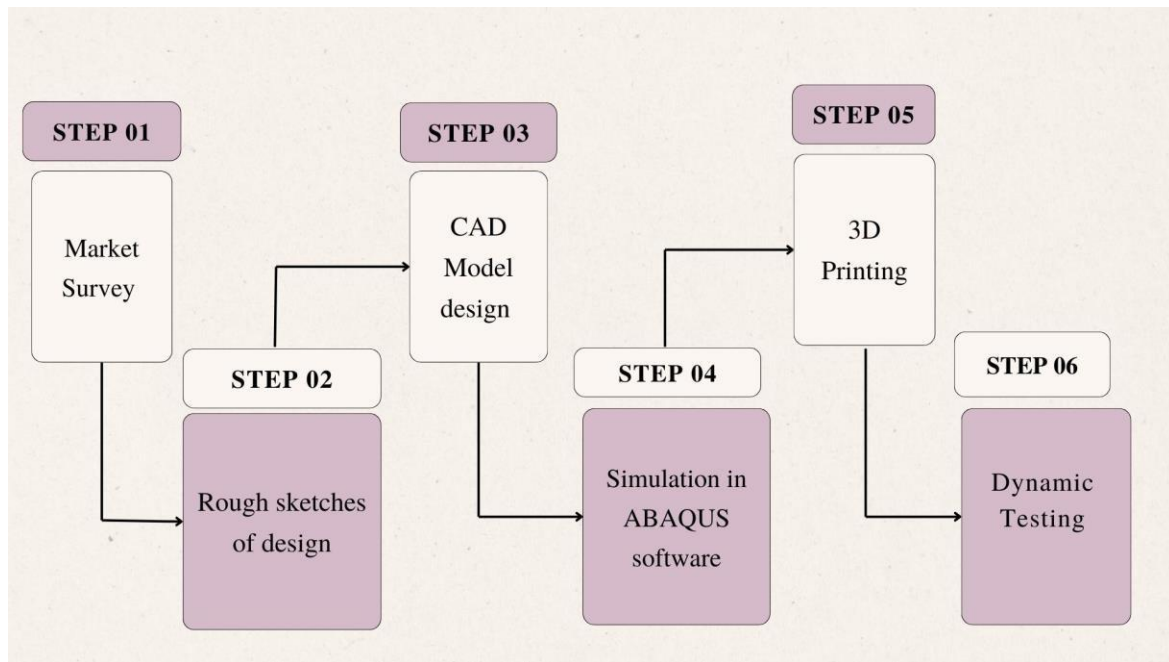 STEP 01
Market
Survey
STEP 02
Rough sketches
of design
STEP 03
CAD
Model
design
STEP 04
Simulation in
ABAQUS
software
STEP 05
3D
Printing
STEP 06
Dynamic
Testing